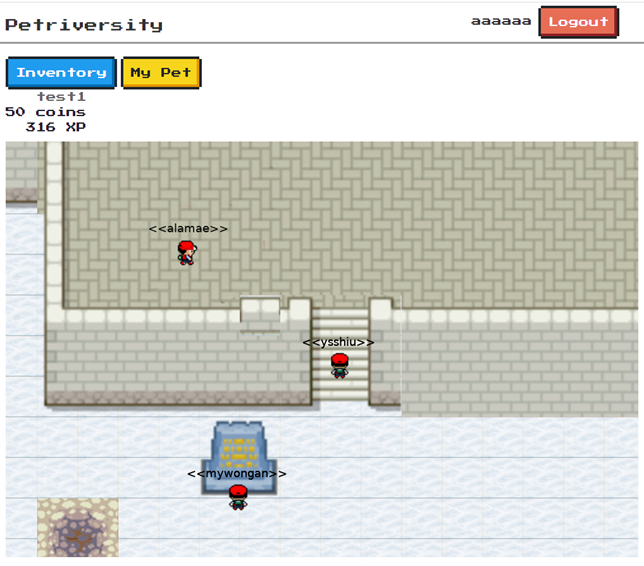 Petriversity
aaaaaa
Logout
Inventory
My Pet
test1
50 coins
316 XP
<<alamae>>
<<ysshiu>>
<<mywongan>>